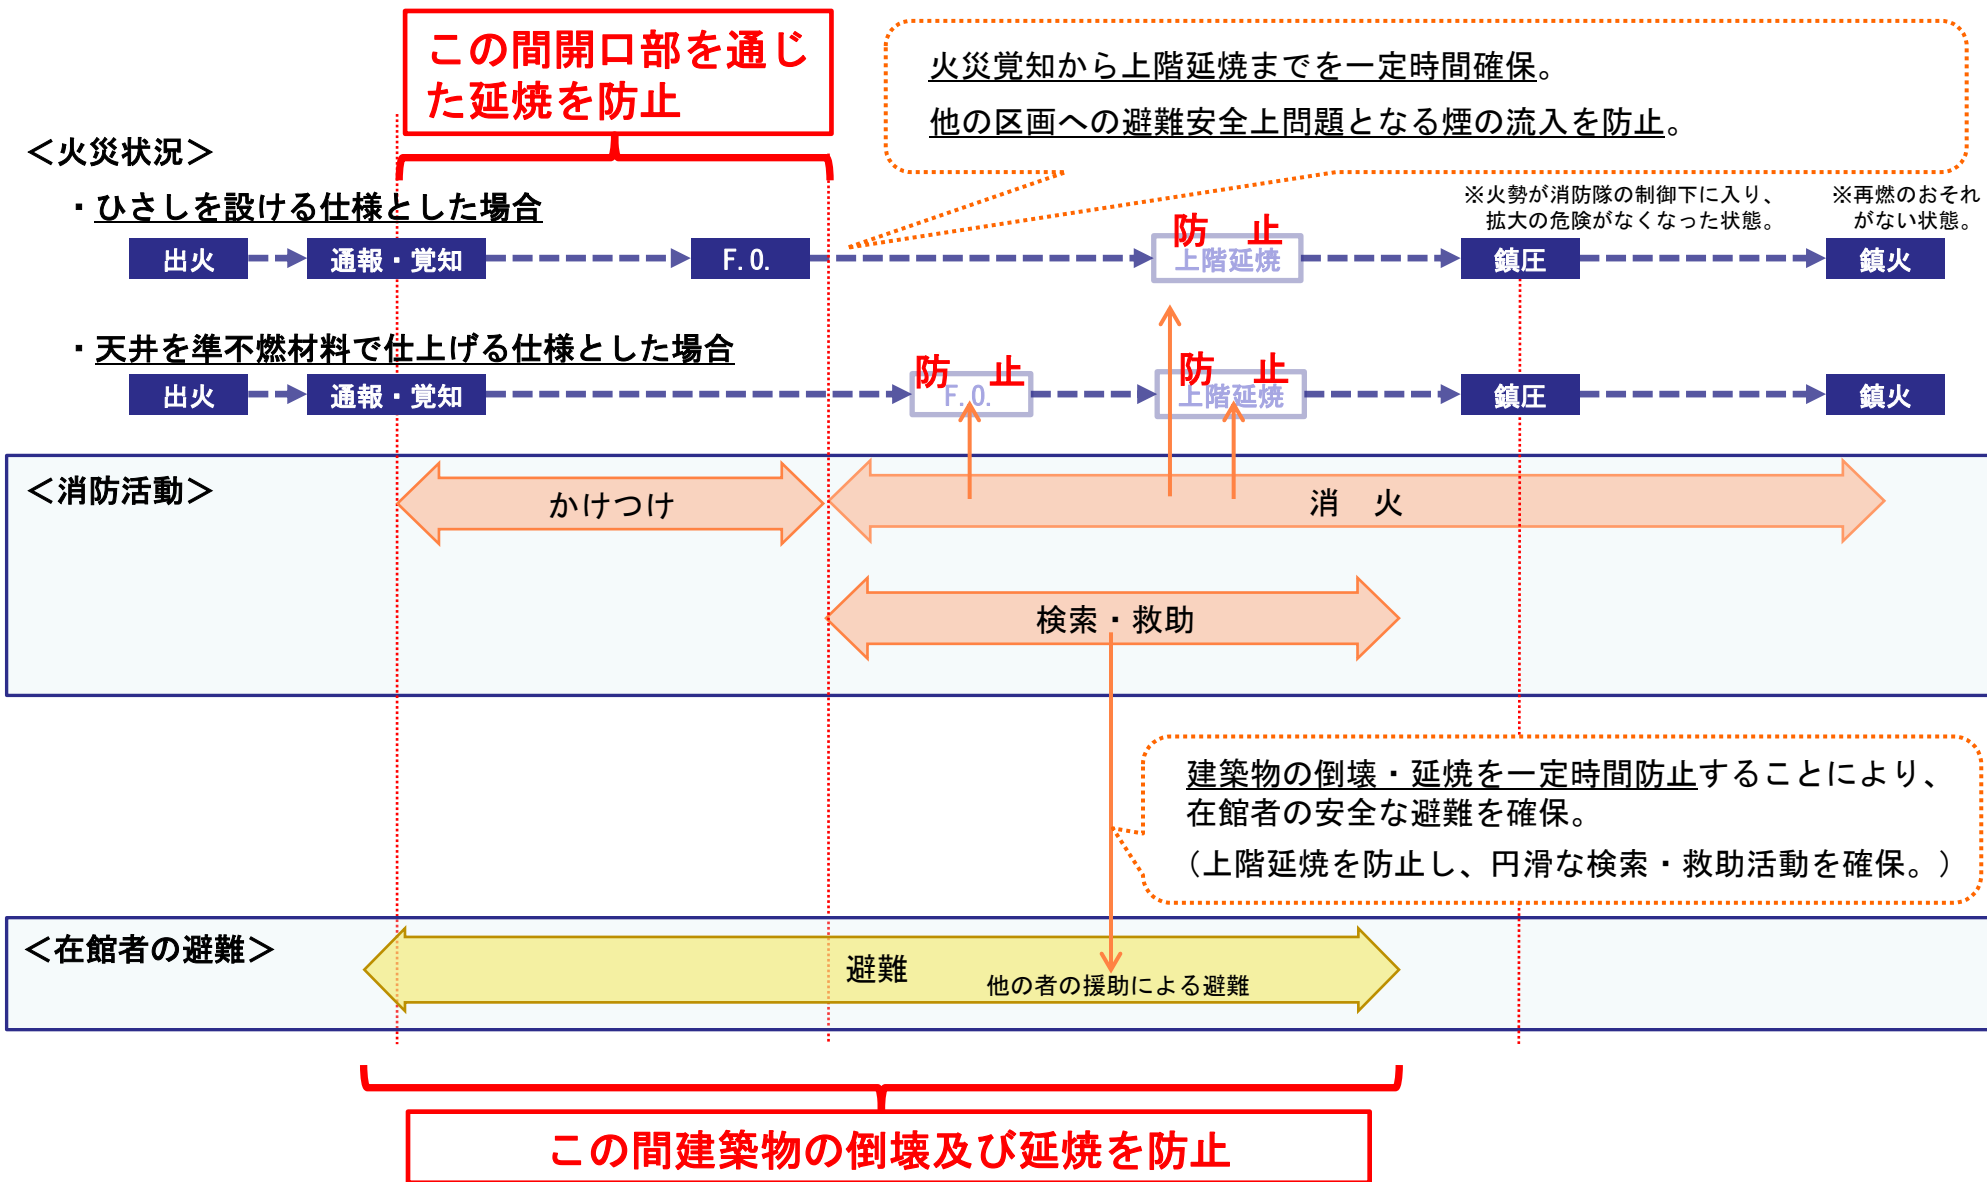 この間開口部を通じ
た延焼を防止
火災覚知から上階延焼までを一定時間確保。
他の区画への避難安全上問題となる煙の流入を防止。
＜火災状況＞
・ひさしを設ける仕様とした場合
※火勢が消防隊の制御下に入り、
拡大の危険がなくなった状態。
※再燃のおそれ
がない状態。
出火
通報・覚知
F.O.
防　止
上階延焼
鎮圧
鎮火
・天井を準不燃材料で仕上げる仕様とした場合
出火
通報・覚知
防　止
F.O.
防　止
上階延焼
鎮圧
鎮火
＜消防活動＞
かけつけ
消　火
検索・救助
建築物の倒壊・延焼を一定時間防止することにより、
在館者の安全な避難を確保。
（上階延焼を防止し、円滑な検索・救助活動を確保。）
＜在館者の避難＞
避難
他の者の援助による避難
この間建築物の倒壊及び延焼を防止